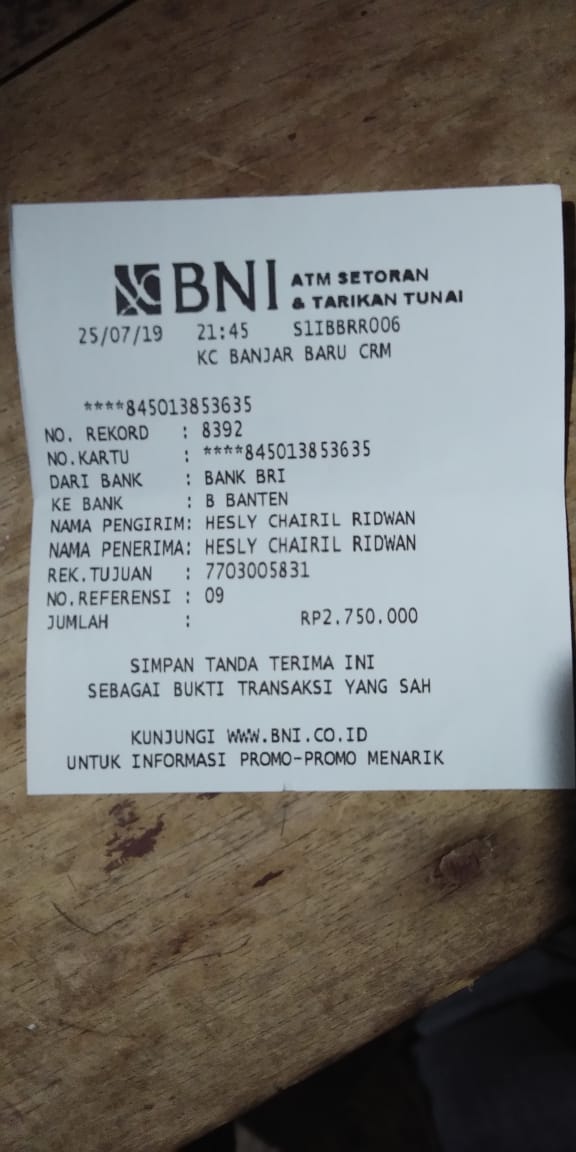 BNI ATM SETORAN
& TARIKAN TUNAI
25/07/19 21:45 S1IBBRR006
KC BANJAR BARU CRM
****845013853635
NO. REKORD : 8392
NO.KARTU : ****845013853635
DARI BANK : BANK BRI
KE BANK : B BANTEN
NAMA PENGIRIM: HESLY CHAIRIL RIDWAN
NAMA PENERIMA: HESLY CHAIRIL RIDWAN
REK.TUJUAN : 7703005831
NO.REFERENSI : 09
JUMLAH : RP2.750.000
SIMPAN TANDA TERIMA INI
SEBAGAI BUKTI TRANSAKSI YANG SAH
KUNJUNGI WWW.BNI.CO.ID
UNTUK INFORMASI PROMO-PROMO MENARIK